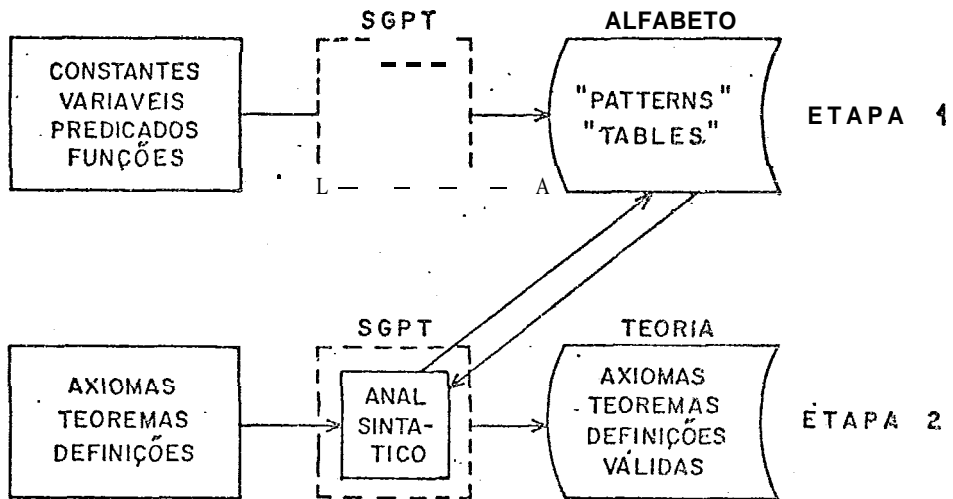 SGPT
ALFABETO
CONSTANTES
VARIAVEIS
PREDICADOS
FUNÇÕES
"PATTERNS"
"TABLES"
ETAPA 1
L — — — — A
SGPT
TEORIA
AXIOMAS
TEOREMAS
DEFINIÇÕES
ANAL
SINTA-
TICO
AXIOMAS
TEOREMAS
DEFINIÇÕES
VÁLIDAS
ETAPA 2